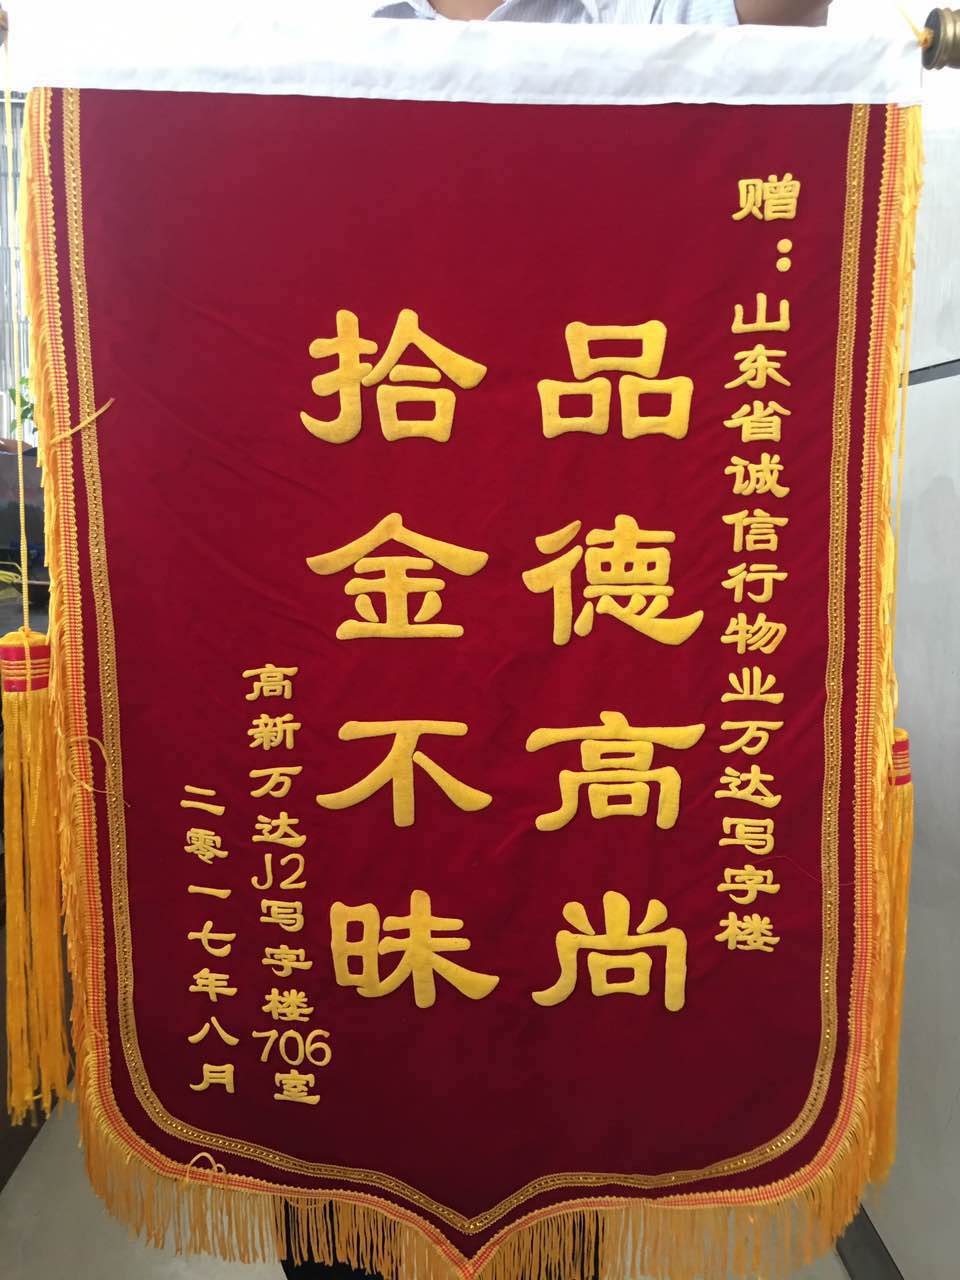 赠：山东省诚信行物业万达写字楼
品德高尚
拾金不昧
高新万达J2写字楼706室
二零一七年八月